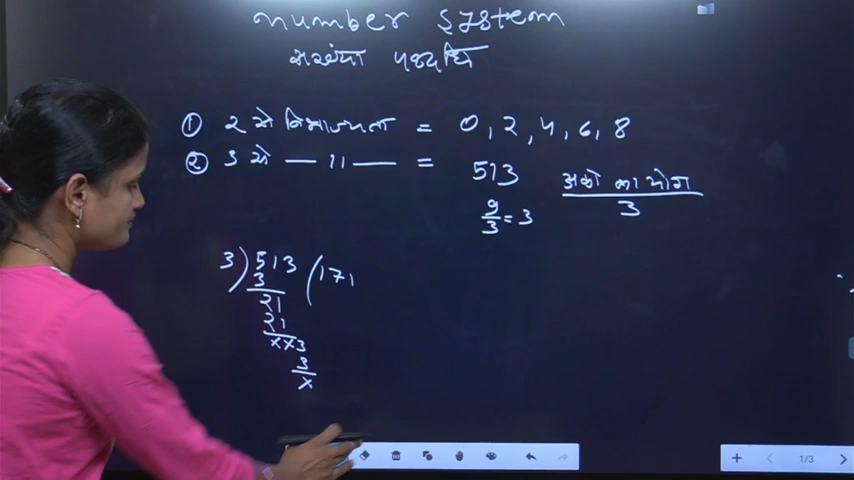 number system
संख्या पद्धति
① 2 से विभाज्यता = 0, 2, 4, 6, 8
② 3 से — 11 — = 513 अंको का योग / 3
9/3 = 3
3 ) 513 ( 171
3
21
21
xx3
3
x
1/3